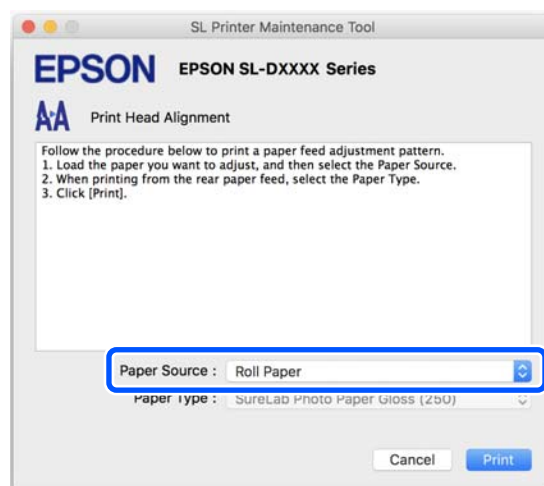 SL Printer Maintenance Tool
EPSON EPSON SL-DXXXX Series
Print Head Alignment
Follow the procedure below to print a paper feed adjustment pattern.
1. Load the paper you want to adjust, and then select the Paper Source.
2. When printing from the rear paper feed, select the Paper Type.
3. Click [Print].
Paper Source : Roll Paper
Paper Type : SureLab Photo Paper Gloss (250)
Cancel Print